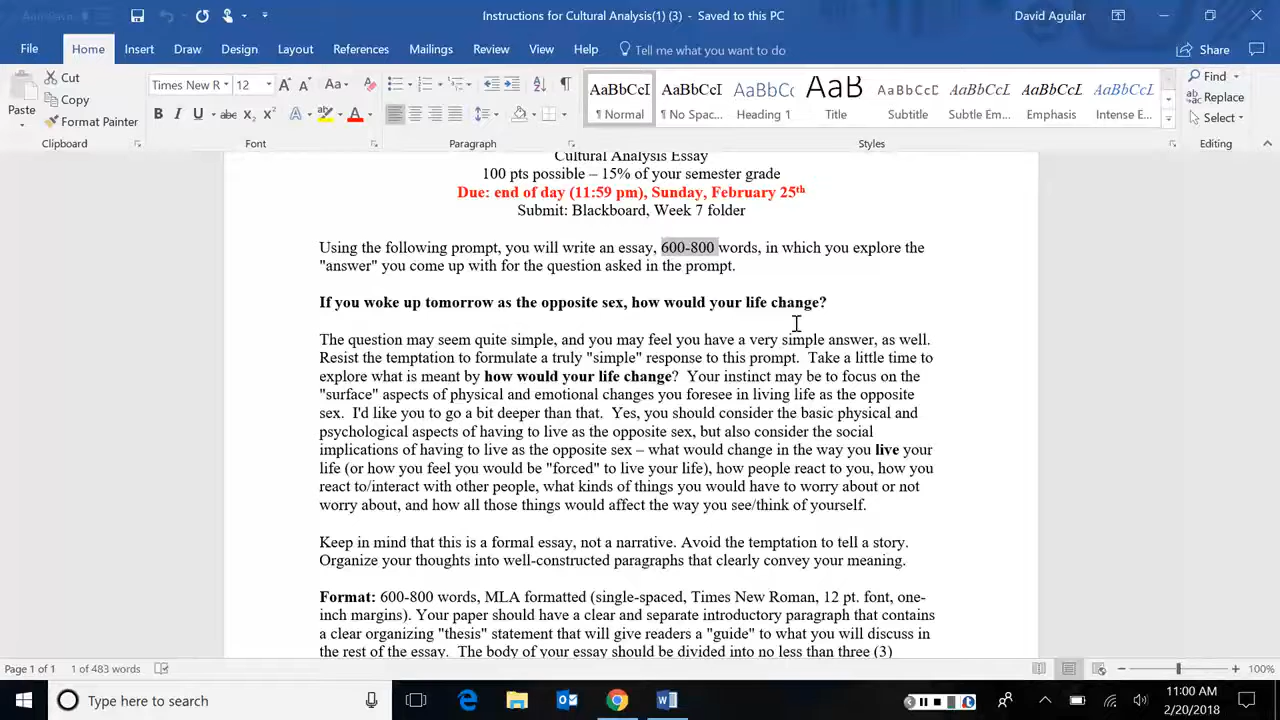 Instructions for Cultural Analysis(1) (3) - Saved to this PC
David Aguilar
File Home Insert Draw Design Layout References Mailings Review View Help Tell me what you want to do Share
Cut
Copy
Format Painter
Paste
Clipboard
Times New R 12
Font
Paragraph
AaBbCcI AaBbCcI AaBbCc AaB AaBbCcI AaBbCcI AaBbCcI AaBbCcI
¶ Normal ¶ No Spac... Heading 1 Title Subtitle Subtle Em... Emphasis Intense E...
Styles
Find
Replace
Select
Editing
Cultural Analysis Essay
100 pts possible – 15% of your semester grade
Due: end of day (11:59 pm), Sunday, February 25th
Submit: Blackboard, Week 7 folder
Using the following prompt, you will write an essay, 600-800 words, in which you explore the
"answer" you come up with for the question asked in the prompt.
If you woke up tomorrow as the opposite sex, how would your life change?
The question may seem quite simple, and you may feel you have a very simple answer, as well.
Resist the temptation to formulate a truly "simple" response to this prompt. Take a little time to
explore what is meant by how would your life change? Your instinct may be to focus on the
"surface" aspects of physical and emotional changes you foresee in living life as the opposite
sex. I'd like you to go a bit deeper than that. Yes, you should consider the basic physical and
psychological aspects of having to live as the opposite sex, but also consider the social
implications of having to live as the opposite sex – what would change in the way you live your
life (or how you feel you would be "forced" to live your life), how people react to you, how you
react to/interact with other people, what kinds of things you would have to worry about or not
worry about, and how all those things would affect the way you see/think of yourself.
Keep in mind that this is a formal essay, not a narrative. Avoid the temptation to tell a story.
Organize your thoughts into well-constructed paragraphs that clearly convey your meaning.
Format: 600-800 words, MLA formatted (single-spaced, Times New Roman, 12 pt. font, one-
inch margins). Your paper should have a clear and separate introductory paragraph that contains
a clear organizing "thesis" statement that will give readers a "guide" to what you will discuss in
the rest of the essay. The body of your essay should be divided into no less than three (3)
Page 1 of 1 1 of 483 words
100%
Type here to search
11:00 AM
2/20/2018